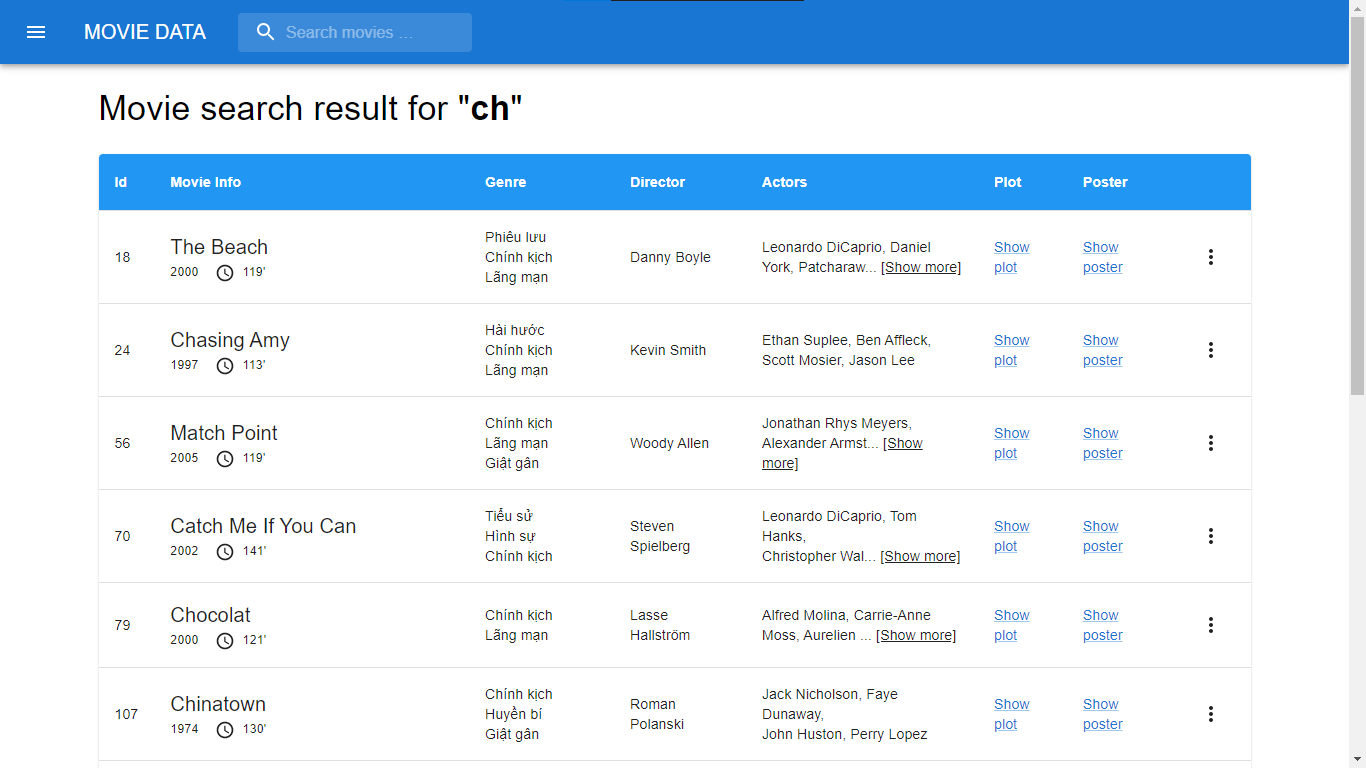 MOVIE DATA
Search movies ...
Movie search result for "ch"
Id Movie Info Genre Director Actors Plot Poster
18
The Beach
2000 119'
Phiêu lưu
Chính kịch
Lãng mạn
Danny Boyle
Leonardo DiCaprio, Daniel
York, Patcharaw... [Show more]
Show
plot
Show
poster
24
Chasing Amy
1997 113'
Hài hước
Chính kịch
Lãng mạn
Kevin Smith
Ethan Suplee, Ben Affleck,
Scott Mosier, Jason Lee
Show
plot
Show
poster
56
Match Point
2005 119'
Chính kịch
Lãng mạn
Giật gân
Woody Allen
Jonathan Rhys Meyers,
Alexander Armst... [Show
more]
Show
plot
Show
poster
70
Catch Me If You Can
2002 141'
Tiểu sử
Hình sự
Chính kịch
Steven
Spielberg
Leonardo DiCaprio, Tom
Hanks,
Christopher Wal... [Show more]
Show
plot
Show
poster
79
Chocolat
2000 121'
Chính kịch
Lãng mạn
Lasse
Hallström
Alfred Molina, Carrie-Anne
Moss, Aurelien ... [Show more]
Show
plot
Show
poster
107
Chinatown
1974 130'
Chính kịch
Huyền bí
Giật gân
Roman
Polanski
Jack Nicholson, Faye
Dunaway,
John Huston, Perry Lopez
Show
plot
Show
poster